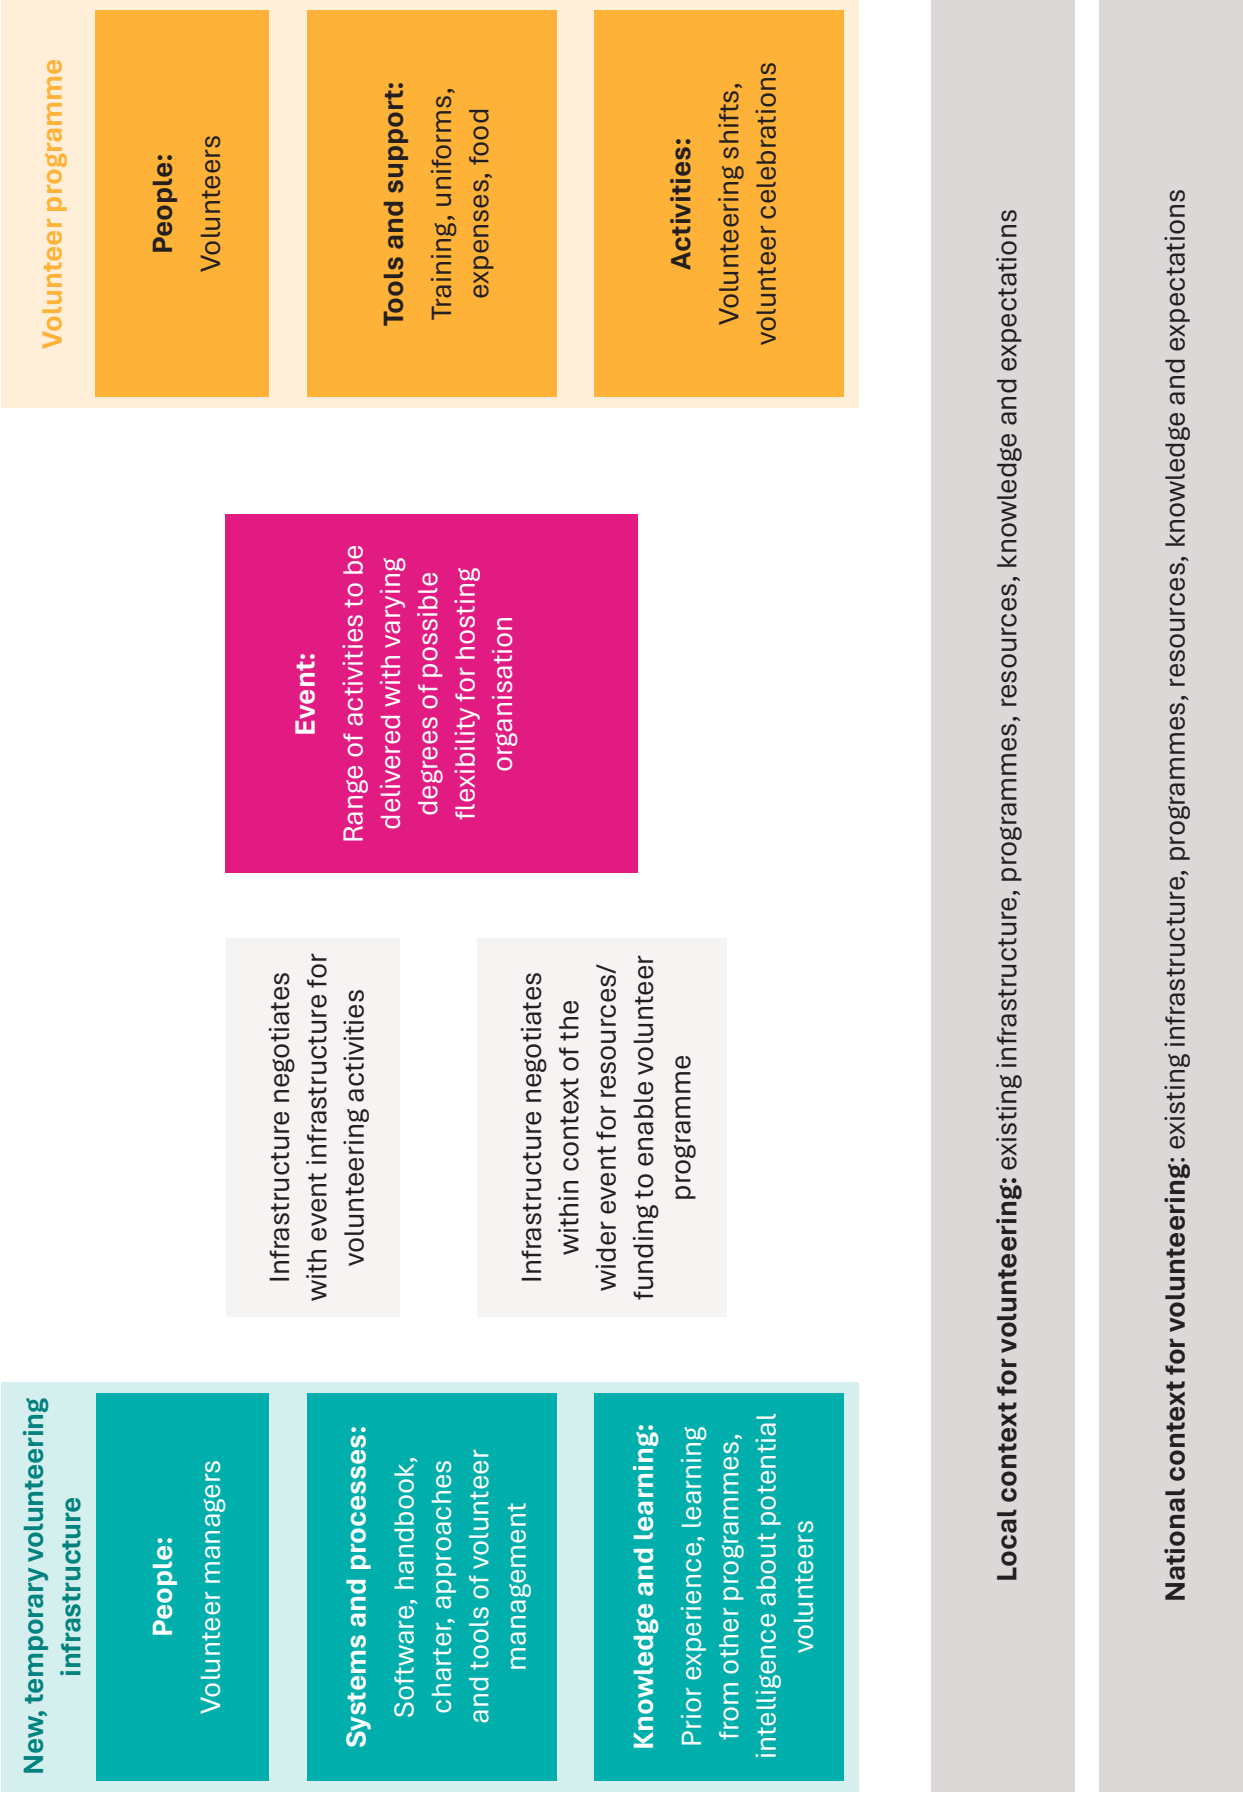 New, temporary volunteering
infrastructure
People:
Volunteer managers
Systems and processes:
Software, handbook,
charter, approaches
and tools of volunteer
management
Knowledge and learning:
Prior experience, learning
from other programmes,
intelligence about potential
volunteers
Infrastructure negotiates
with event infrastructure for
volunteering activities
Infrastructure negotiates
within context of the
wider event for resources/
funding to enable volunteer
programme
Event:
Range of activities to be
delivered with varying
degrees of possible
flexibility for hosting
organisation
Volunteer programme
People:
Volunteers
Tools and support:
Training, uniforms,
expenses, food
Activities:
Volunteering shifts,
volunteer celebrations
Local context for volunteering: existing infrastructure, programmes, resources, knowledge and expectations
National context for volunteering: existing infrastructure, programmes, resources, knowledge and expectations